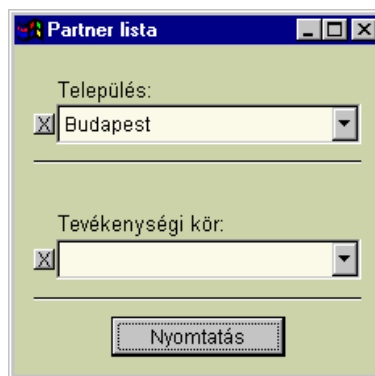 Partner lista
Település:
X Budapest
Tevékenységi kör:
X
Nyomtatás